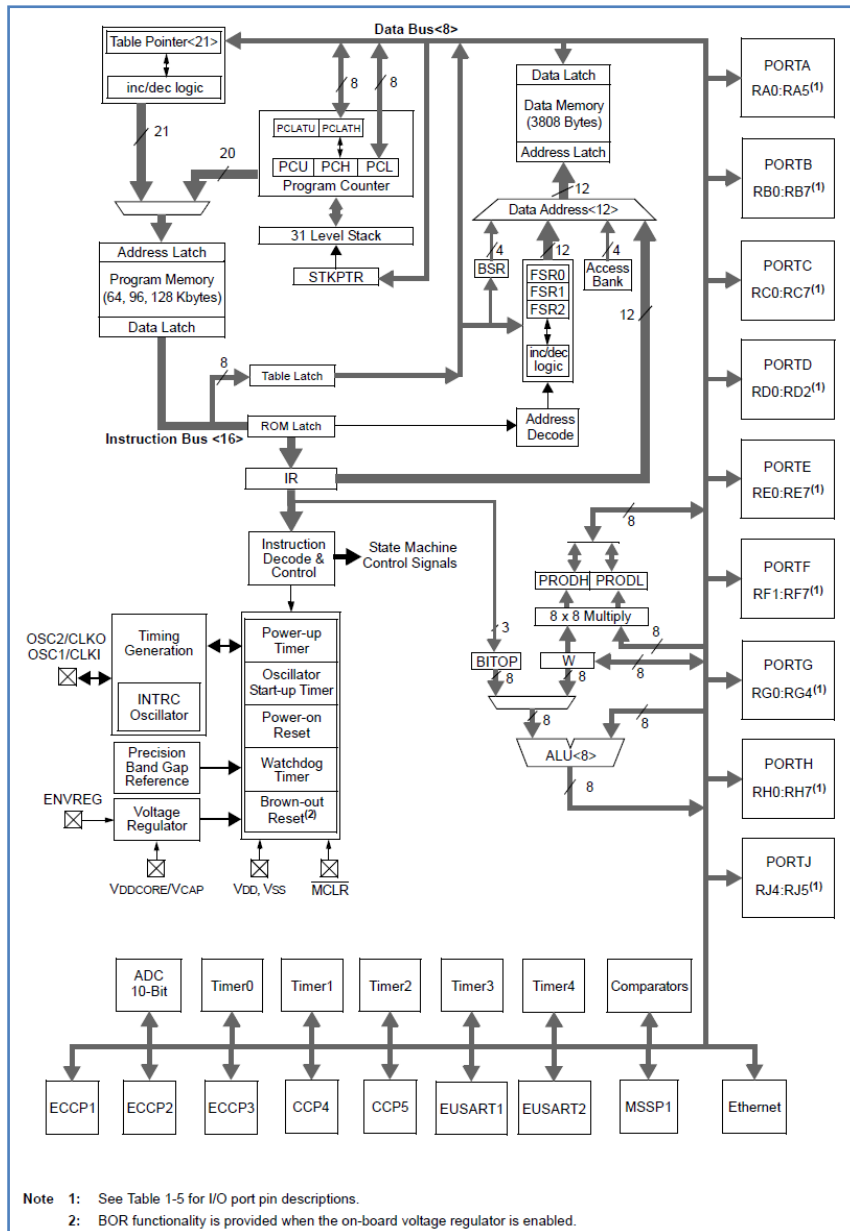 Data Bus<8>
Table Pointer<21>
inc/dec logic
21
8
8
PCLATU PCLATH
PCU PCH PCL
Program Counter
20
31 Level Stack
STKPTR
Address Latch
Program Memory
(64, 96, 128 Kbytes)
Data Latch
8
Table Latch
Instruction Bus <16>
ROM Latch
IR
Data Latch
Data Memory
(3808 Bytes)
Address Latch
12
Data Address<12>
4
12
4
BSR
FSR0
FSR1
FSR2
inc/dec
logic
Access
Bank
12
Address
Decode
Instruction
Decode &
Control
State Machine
Control Signals
8
PRODH PRODL
8 x 8 Multiply
3
8
BITOP
W
8
8
8
8
8
ALU<8>
8
OSC2/CLKO
OSC1/CLKI
Timing
Generation
INTRC
Oscillator
Precision
Band Gap
Reference
ENVREG
Voltage
Regulator
Power-up
Timer
Oscillator
Start-up Timer
Power-on
Reset
Watchdog
Timer
Brown-out
Reset(2)
VDDCORE/VCAP
VDD, VSS
MCLR
PORTA
RA0:RA5(1)
PORTB
RB0:RB7(1)
PORTC
RC0:RC7(1)
PORTD
RD0:RD2(1)
PORTE
RE0:RE7(1)
PORTF
RF1:RF7(1)
PORTG
RG0:RG4(1)
PORTH
RH0:RH7(1)
PORTJ
RJ4:RJ5(1)
ADC
10-Bit
Timer0
Timer1
Timer2
Timer3
Timer4
Comparators
ECCP1
ECCP2
ECCP3
CCP4
CCP5
EUSART1
EUSART2
MSSP1
Ethernet
Note 1: See Table 1-5 for I/O port pin descriptions.
2: BOR functionality is provided when the on-board voltage regulator is enabled.